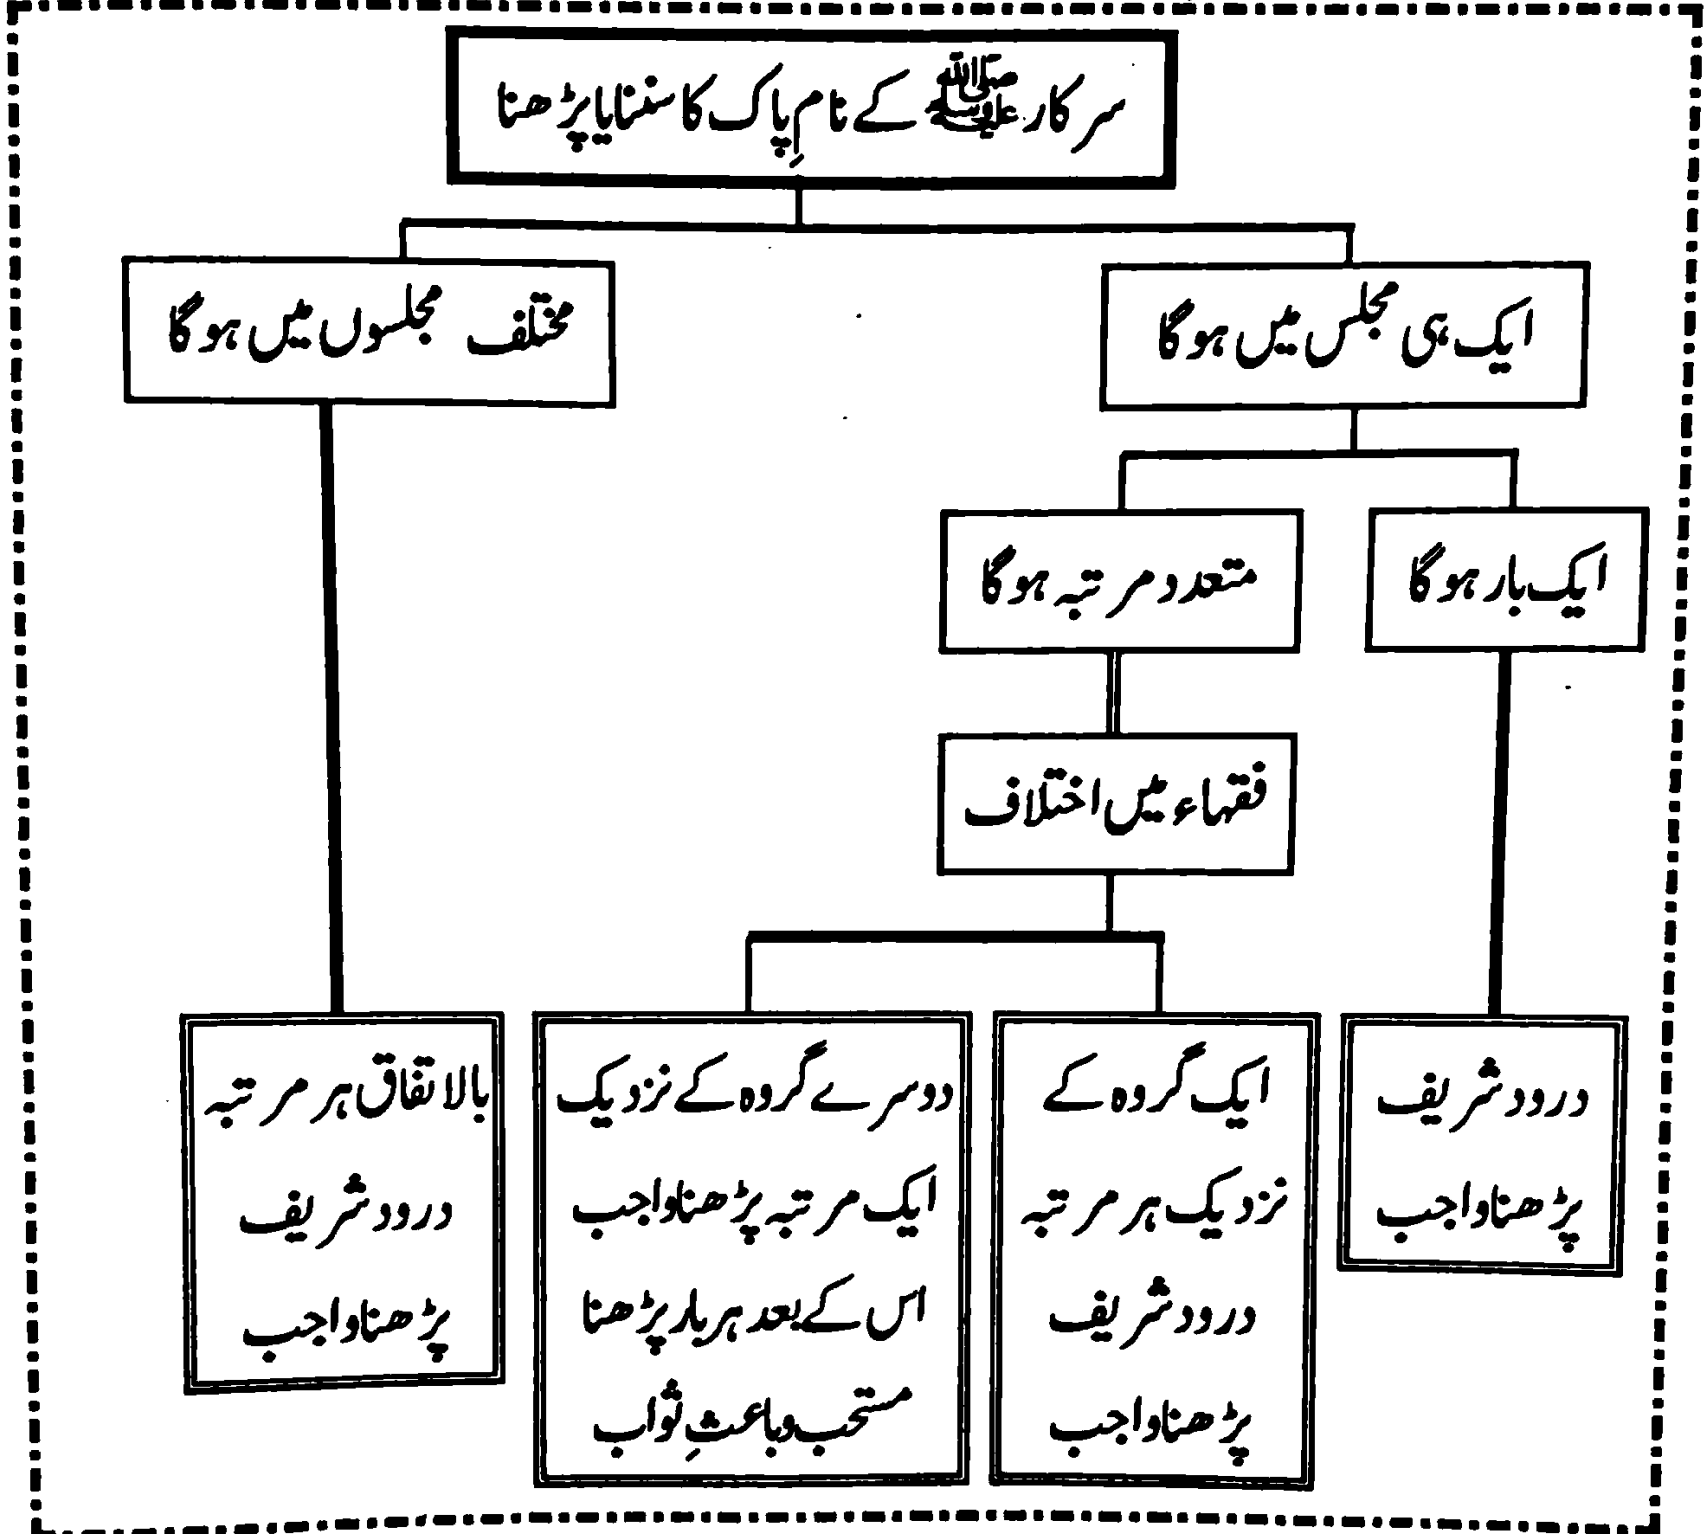 سرکار ﷺ کے نامِ پاک کا سننا یا پڑھنا
ایک ہی مجلس میں ہوگا
مختلف مجلسوں میں ہوگا
ایک بار ہوگا
متعدد مرتبہ ہوگا
فقہاء میں اختلاف
درود شریف
پڑھنا واجب
ایک گروہ کے
نزدیک ہر مرتبہ
درود شریف
پڑھنا واجب
دوسرے گروہ کے نزدیک
ایک مرتبہ پڑھنا واجب
اس کے بعد ہر بار پڑھنا
مستحب و باعثِ ثواب
بالاتفاق ہر مرتبہ
درود شریف
پڑھنا واجب